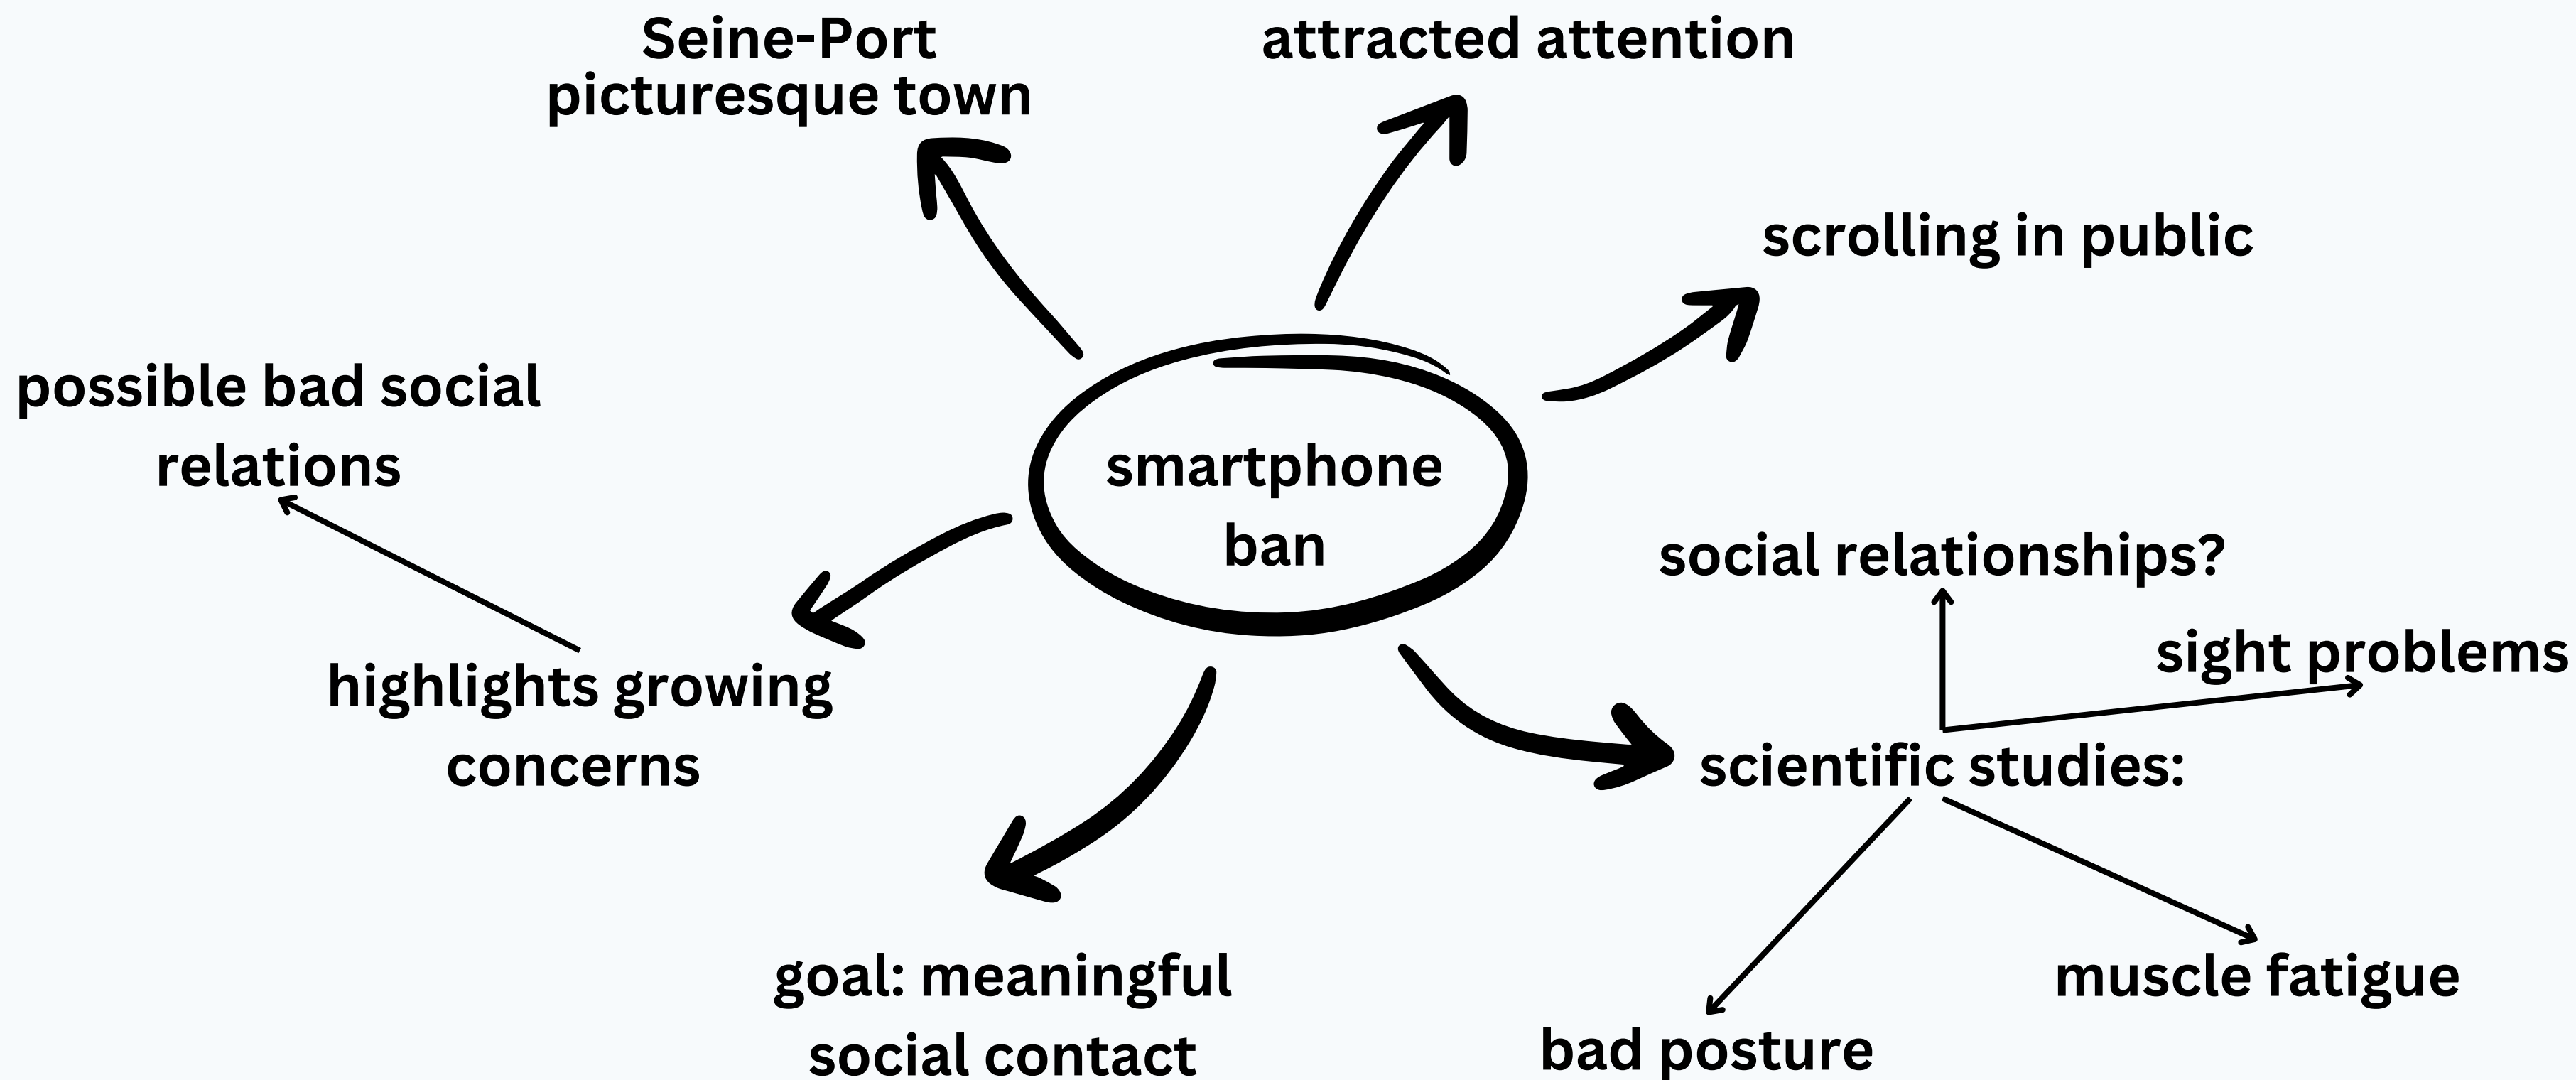 Seine-Port
picturesque town
attracted attention
scrolling in public
possible bad social
relations
smartphone
ban
social relationships?
sight problems
highlights growing
concerns
scientific studies:
goal: meaningful
social contact
muscle fatigue
bad posture